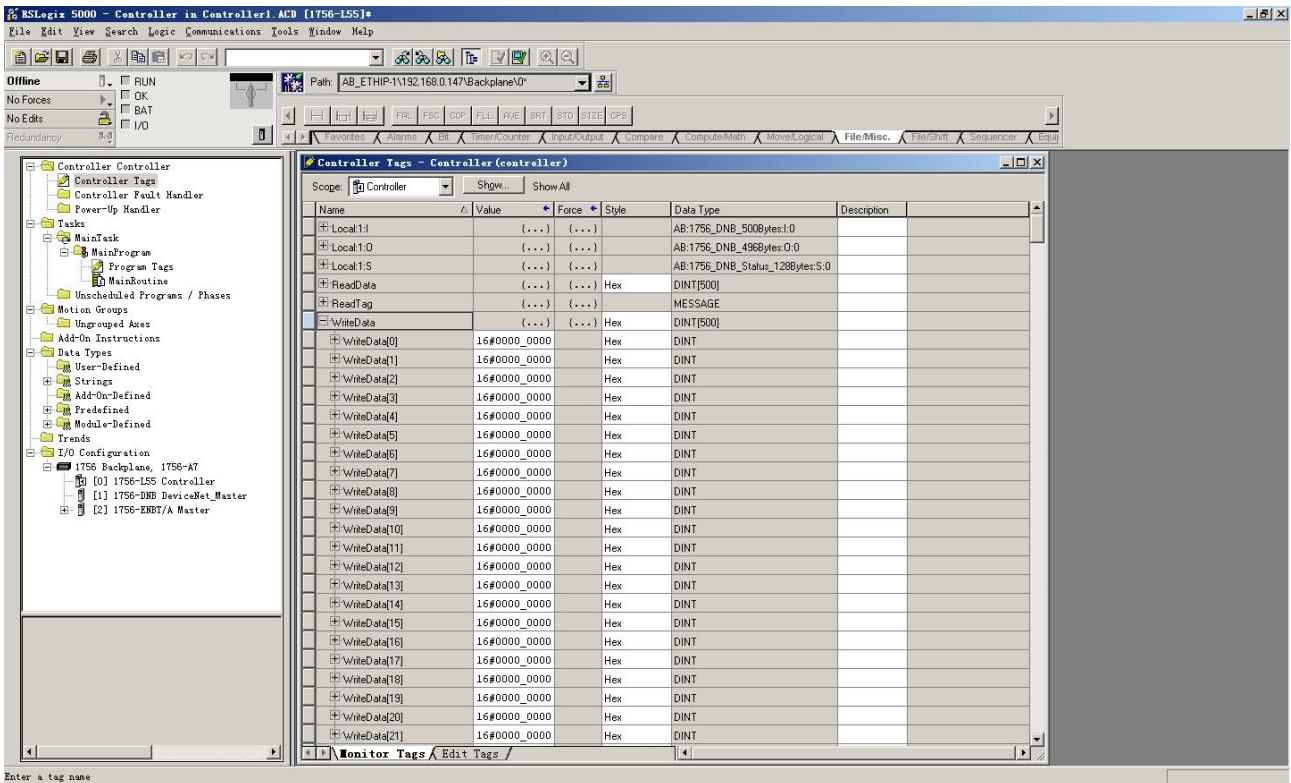 RSLogix 5000 - Controller in Controller1.ACD [1756-L55]*
File Edit View Search Logic Communications Tools Window Help
Offline
RUN
No Forces
OK
No Edits
BAT
Redundancy
I/O
Path: AB_ETHIP-1\192.168.0.147\Backplane\0*
FAL FBC COP FLL AVE SRT STD SIZE CPS
Favorites Alarms Bit Timer/Counter Input/Output Compare Compute/Math Move/Logical File/Misc. File/Shift Sequencer Equip
Controller Controller
Controller Tags
Controller Fault Handler
Power-Up Handler
Tasks
MainTask
MainProgram
Program Tags
MainRoutine
Unscheduled Programs / Phases
Motion Groups
Ungrouped Axes
Add-On Instructions
Data Types
User-Defined
Strings
Add-On-Defined
Predefined
Module-Defined
Trends
I/O Configuration
1756 Backplane, 1756-A7
[0] 1756-L55 Controller
[1] 1756-DNB DeviceNet_Master
[2] 1756-ENBT/A Master
Controller Tags - Controller(controller)
Scope: Controller Show... Show All
Name Value Force Style Data Type Description
Local:1:I {...} {...} AB:1756_DNB_500Bytes:I:0
Local:1:O {...} {...} AB:1756_DNB_496Bytes:O:0
Local:1:S {...} {...} AB:1756_DNB_Status_128Bytes:S:0
ReadData {...} {...} Hex DINT[500]
ReadTag {...} {...} MESSAGE
WriteData {...} {...} Hex DINT[500]
WriteData[0] 16#0000_0000 Hex DINT
WriteData[1] 16#0000_0000 Hex DINT
WriteData[2] 16#0000_0000 Hex DINT
WriteData[3] 16#0000_0000 Hex DINT
WriteData[4] 16#0000_0000 Hex DINT
WriteData[5] 16#0000_0000 Hex DINT
WriteData[6] 16#0000_0000 Hex DINT
WriteData[7] 16#0000_0000 Hex DINT
WriteData[8] 16#0000_0000 Hex DINT
WriteData[9] 16#0000_0000 Hex DINT
WriteData[10] 16#0000_0000 Hex DINT
WriteData[11] 16#0000_0000 Hex DINT
WriteData[12] 16#0000_0000 Hex DINT
WriteData[13] 16#0000_0000 Hex DINT
WriteData[14] 16#0000_0000 Hex DINT
WriteData[15] 16#0000_0000 Hex DINT
WriteData[16] 16#0000_0000 Hex DINT
WriteData[17] 16#0000_0000 Hex DINT
WriteData[18] 16#0000_0000 Hex DINT
WriteData[19] 16#0000_0000 Hex DINT
WriteData[20] 16#0000_0000 Hex DINT
WriteData[21] 16#0000_0000 Hex DINT
Monitor Tags Edit Tags
Enter a tag name